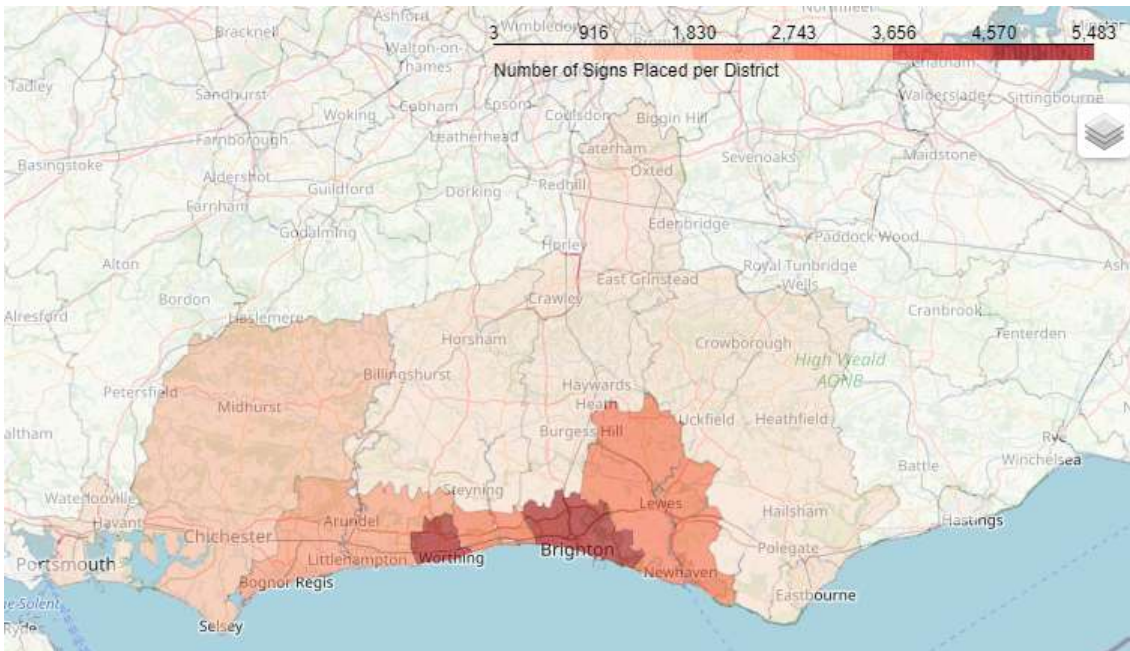 Bracknell
Ashford
Wimbledon
3 916 1,830 2,743 3,656 4,570 5,483
Walton-on-
Thames
Chatham
Number of Signs Placed per District
Tadley
Sandhurst
Woking
Cobham
Epsom
Coulsdon
Biggin Hill
Walderslade
Sittingbourne
Farnborough
Leatherhead
Caterham
Sevenoaks
Maidstone
Basingstoke
Aldershot
Guildford
Dorking
Redhill
Oxted
Farnham
Godalming
Edenbridge
Paddock Wood
Horley
Alton
Royal Tunbridge
Wells
East Grinstead
Bordon
Crawley
Cranbrook
Alresford
Haslemere
Horsham
Crowborough
Tenterden
High Weald
AONB
Billingshurst
Haywards
Heath
Petersfield
Midhurst
Uckfield
Heathfield
Burgess Hill
Rye
Winchelsea
Battle
Waterlooville
Steyning
Lewes
Havant
Arundel
Hailsham
Hastings
Chichester
Brighton
Polegate
Portsmouth
Littlehampton
Worthing
Newhaven
Bognor Regis
Eastbourne
Selsey
Ryde